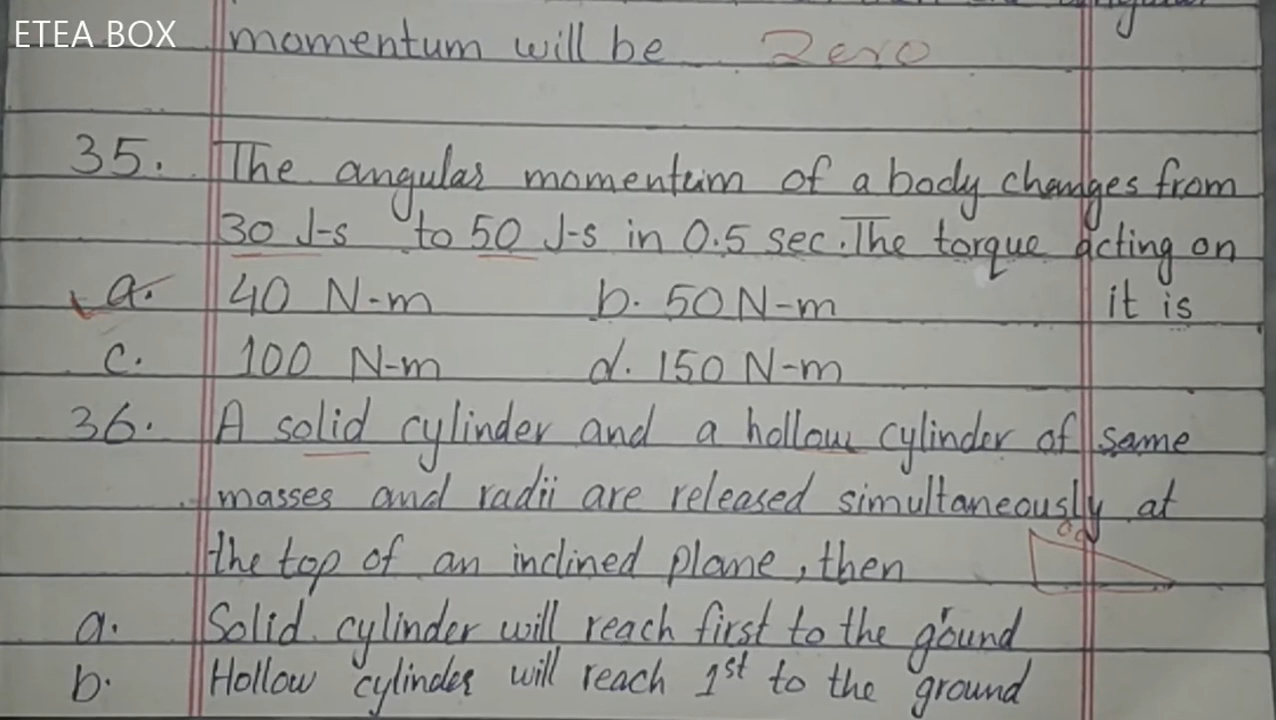 ETEA BOX
momentum will be Zero
35. The angular momentum of a body changes from
30 J-s to 50 J-s in 0.5 sec. The torque acting on
a. 40 N-m b. 50 N-m it is
c. 100 N-m d. 150 N-m
36. A solid cylinder and a hollow cylinder of same
masses and radii are released simultaneously at
the top of an inclined plane, then
a. Solid cylinder will reach first to the gound
b. Hollow cylinder will reach 1st to the ground